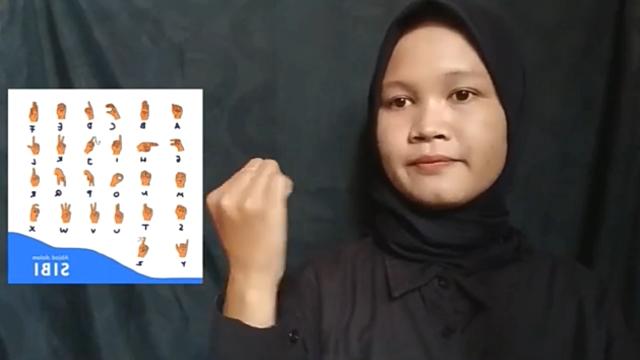 A B C D E F
G H I J K L
M N O P Q R
S T U V W X
Y Z
Abjad dalam
SIBI